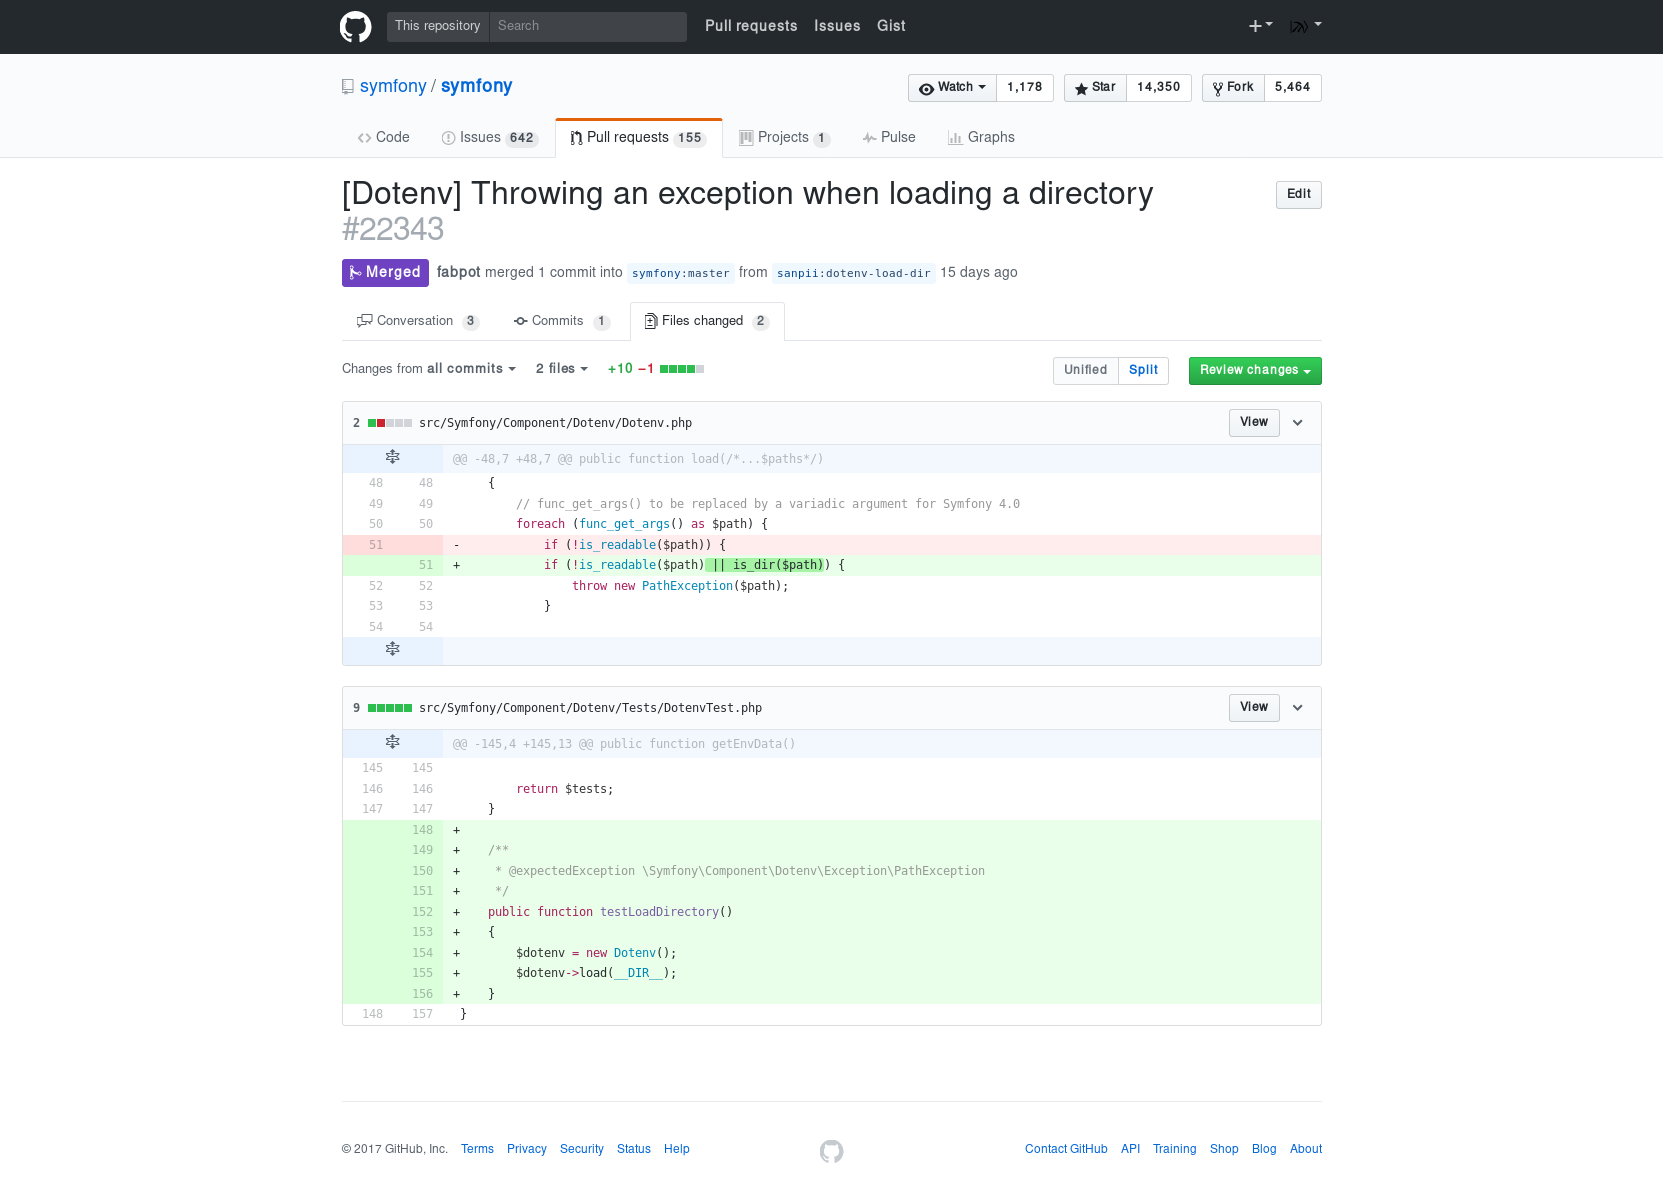 This repository Search Pull requests Issues Gist
symfony / symfony Watch 1,178 Star 14,350 Fork 5,464
Code Issues 642 Pull requests 155 Projects 1 Pulse Graphs
[Dotenv] Throwing an exception when loading a directory Edit
#22343
Merged fabpot merged 1 commit into symfony:master from sanpii:dotenv-load-dir 15 days ago
Conversation 3 Commits 1 Files changed 2
Changes from all commits 2 files +10 −1 Unified Split Review changes
2 src/Symfony/Component/Dotenv/Dotenv.php View
@@ -48,7 +48,7 @@ public function load(/*...$paths*/)
48 48 {
49 49 // func_get_args() to be replaced by a variadic argument for Symfony 4.0
50 50 foreach (func_get_args() as $path) {
51 - if (!is_readable($path)) {
51 + if (!is_readable($path) || is_dir($path)) {
52 52 throw new PathException($path);
53 53 }
54 54
9 src/Symfony/Component/Dotenv/Tests/DotenvTest.php View
@@ -145,4 +145,13 @@ public function getEnvData()
145 145
146 146 return $tests;
147 147 }
148 +
149 + /**
150 + * @expectedException \Symfony\Component\Dotenv\Exception\PathException
151 + */
152 + public function testLoadDirectory()
153 + {
154 + $dotenv = new Dotenv();
155 + $dotenv->load(__DIR__);
156 + }
148 157 }
© 2017 GitHub, Inc. Terms Privacy Security Status Help Contact GitHub API Training Shop Blog About